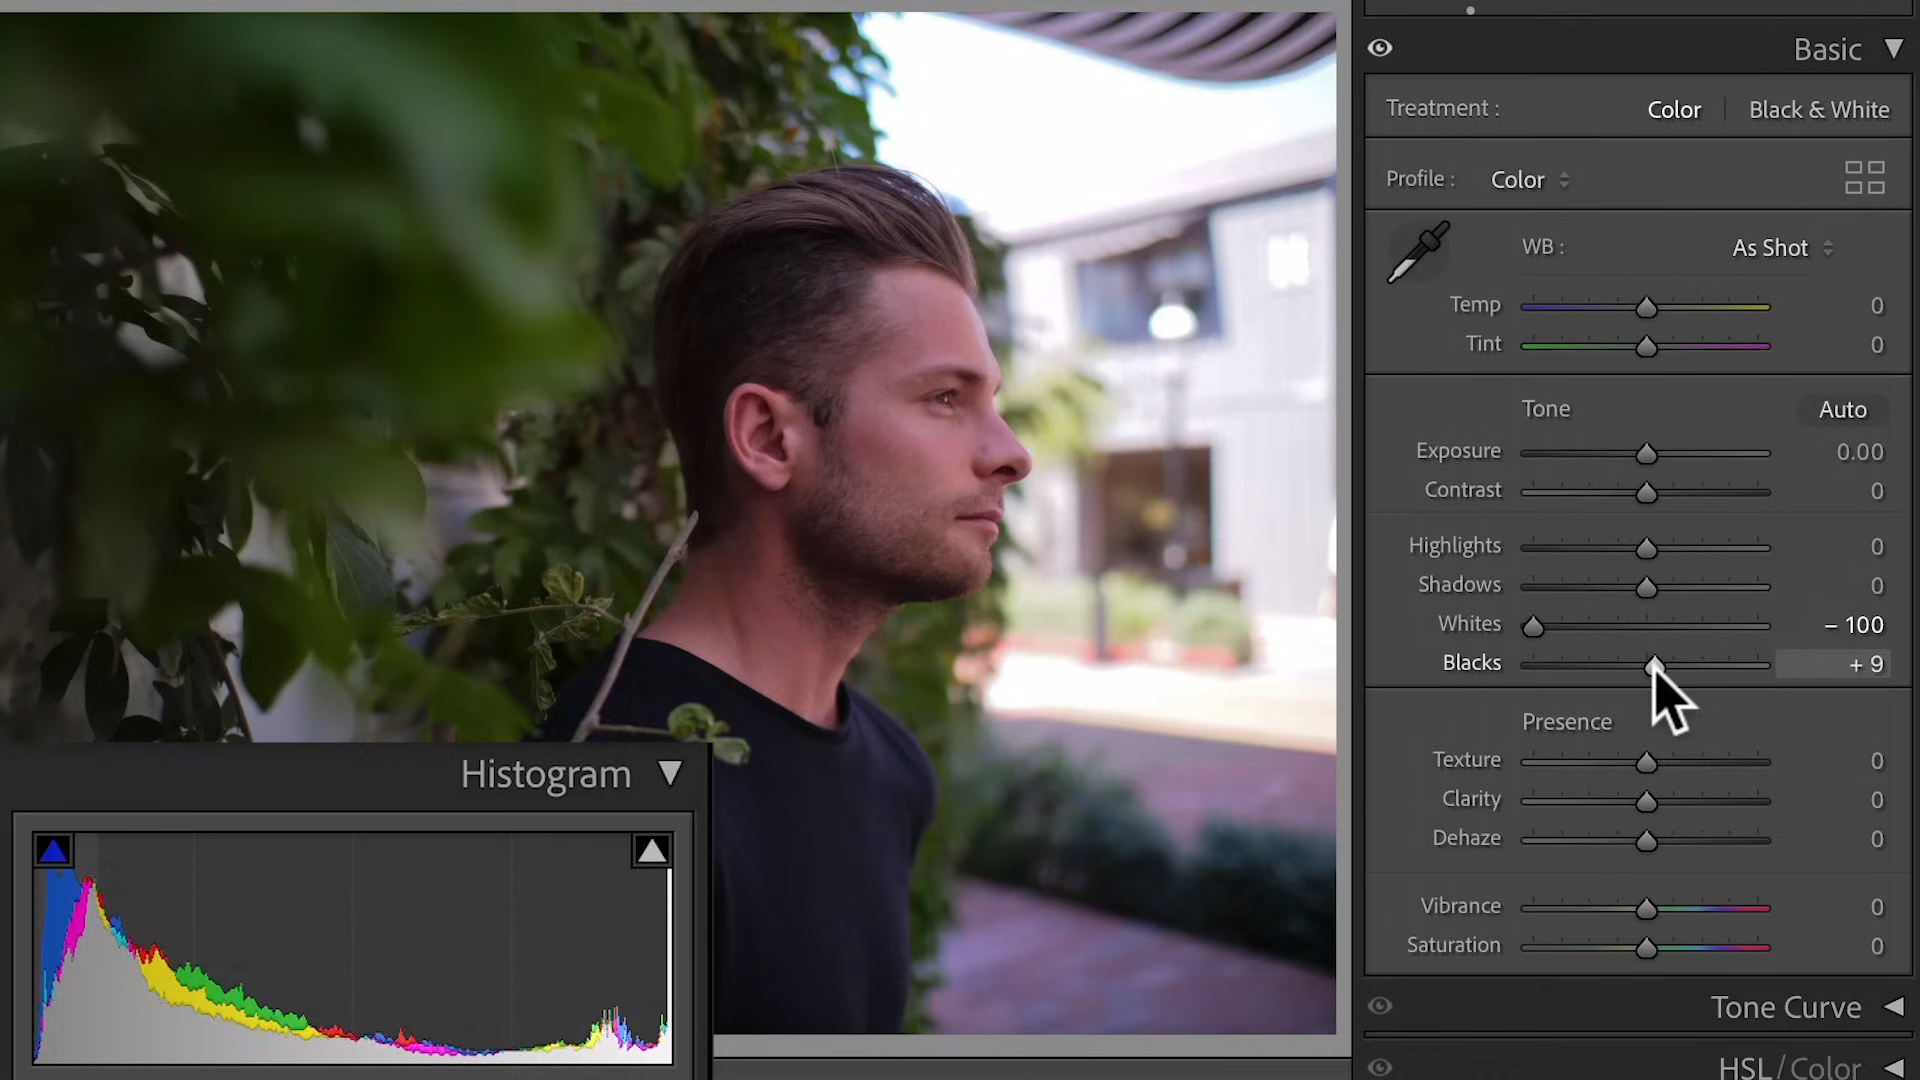 Basic
Treatment : Color Black & White
Profile : Color
WB : As Shot
Temp 0
Tint 0
Tone Auto
Exposure 0.00
Contrast 0
Highlights 0
Shadows 0
Whites – 100
Blacks + 9
Presence
Texture 0
Clarity 0
Dehaze 0
Vibrance 0
Saturation 0
Tone Curve
HSL / Color
Histogram